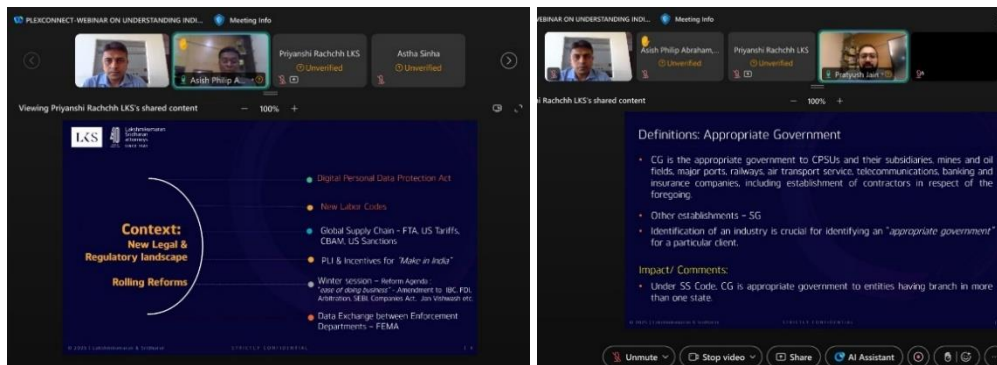 PLEXCONNECT-WEBINAR ON UNDERSTANDING INDI...
Meeting Info
Asish Philip A...
Priyanshi Rachchh LKS
Unverified
Astha Sinha
Unverified
Viewing Priyanshi Rachchh LKS's shared content
100%
LKS
Lakshmikumaran
Sridharan
attorneys
Context:
New Legal &
Regulatory landscape
Rolling Reforms
Digital Personal Data Protection Act
New Labor Codes
Global Supply Chain - FTA, US Tariffs,
CBAM, US Sanctions
PLI & Incentives for "Make in India"
Winter session – Reform Agenda :
"ease of doing business" - Amendment to IBC, FDI,
Arbitration, SEBI, Companies Act, Jan Vishwash etc.
Data Exchange between Enforcement
Departments – FEMA
STRICTLY CONFIDENTIAL
WEBINAR ON UNDERSTANDING INDI...
Meeting Info
Asish Philip Abraham,...
Unverified
Priyanshi Rachchh LKS
Unverified
Pratyush Jain
i Rachchh LKS's shared content
100%
Definitions: Appropriate Government
• CG is the appropriate government to CPSUs and their subsidiaries, mines and oil
fields, major ports, railways, air transport service, telecommunications, banking and
insurance companies, including establishment of contractors in respect of the
foregoing.
• Other establishments – SG
• Identification of an industry is crucial for identifying an "appropriate government"
for a particular client.
Impact/ Comments:
• Under SS Code, CG is appropriate government to entities having branch in more
than one state.
STRICTLY CONFIDENTIAL
Unmute
Stop video
Share
AI Assistant